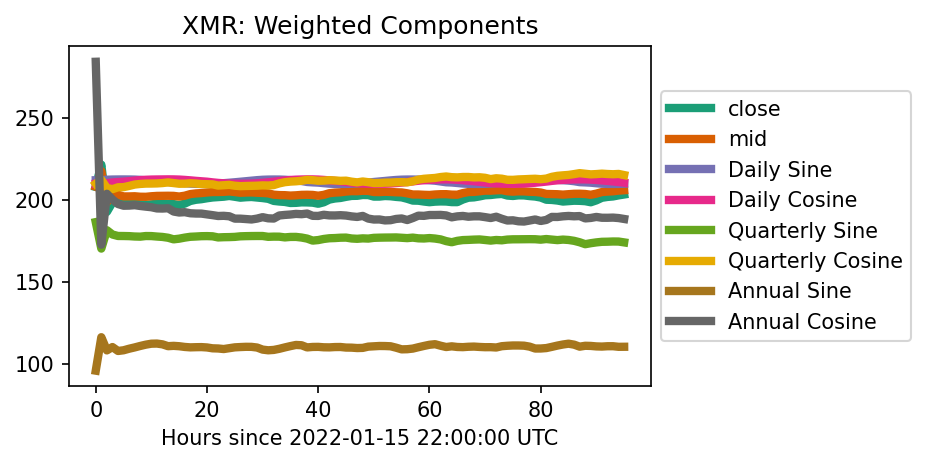 XMR: Weighted Components
250
200
150
100
0 20 40 60 80
Hours since 2022-01-15 22:00:00 UTC
close
mid
Daily Sine
Daily Cosine
Quarterly Sine
Quarterly Cosine
Annual Sine
Annual Cosine